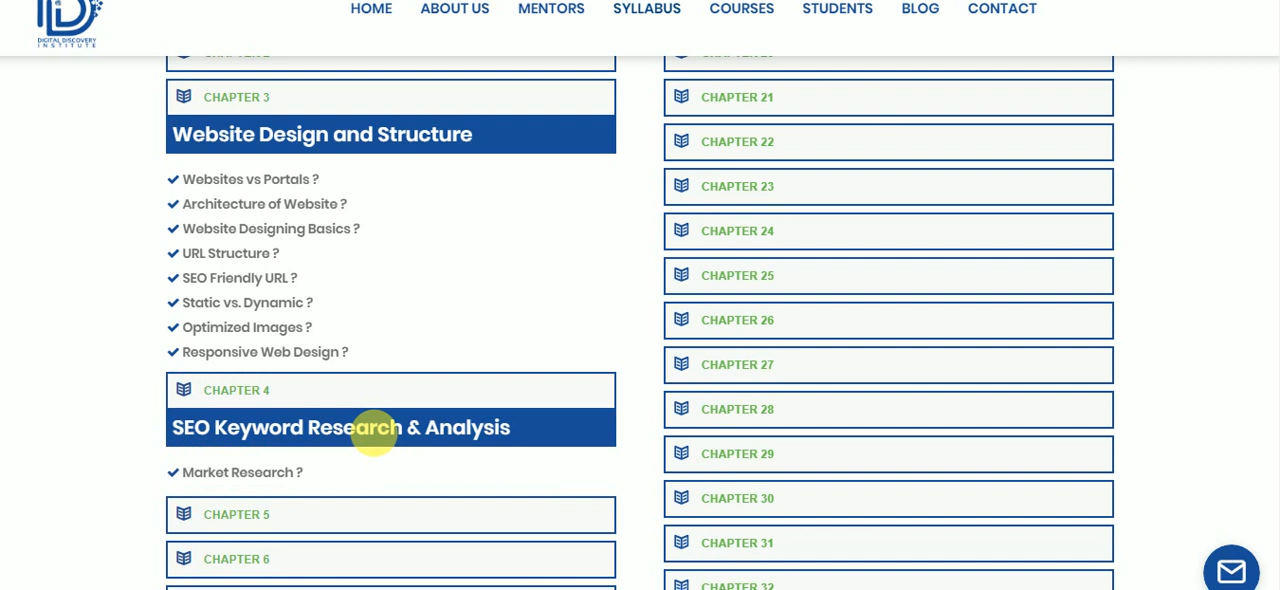 DIGITAL DISCOVERY
INSTITUTE
HOME
ABOUT US
MENTORS
SYLLABUS
COURSES
STUDENTS
BLOG
CONTACT
CHAPTER 3
Website Design and Structure
Websites vs Portals ?
Architecture of Website ?
Website Designing Basics ?
URL Structure ?
SEO Friendly URL ?
Static vs. Dynamic ?
Optimized Images ?
Responsive Web Design ?
CHAPTER 4
SEO Keyword Research & Analysis
Market Research ?
CHAPTER 5
CHAPTER 6
CHAPTER 21
CHAPTER 22
CHAPTER 23
CHAPTER 24
CHAPTER 25
CHAPTER 26
CHAPTER 27
CHAPTER 28
CHAPTER 29
CHAPTER 30
CHAPTER 31
CHAPTER 32